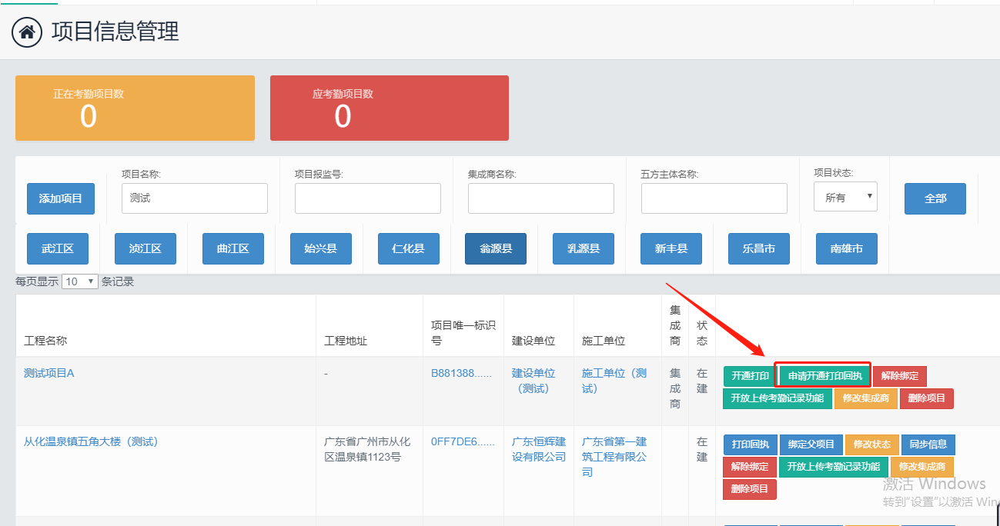 项目信息管理
正在考勤项目数
0
应考勤项目数
0
添加项目
项目名称:
测试
项目报监号:
集成商名称:
五方主体名称:
项目状态:
所有
全部
武江区
浈江区
曲江区
始兴县
仁化县
翁源县
乳源县
新丰县
乐昌市
南雄市
每页显示 10 条记录
工程名称
工程地址
项目唯一标识
号
建设单位
施工单位
集
成
商
状
态
测试项目A
-
B881388......
建设单位
（测试）
施工单位（测
试）
集
成
商
在
建
开通打印
申请开通打印回执
解除绑定
开放上传考勤记录功能
修改集成商
删除项目
从化温泉镇五角大楼（测试）
广东省广州市从化
区温泉镇1123号
0FF7DE6......
广东恒辉建
设有限公司
广东省第一建
筑工程有限公
司
在
建
打印回执
绑定父项目
修改状态
同步信息
解除绑定
开放上传考勤记录功能
修改集成商
删除项目
激活 Windows
转到"设置"以激活 Win